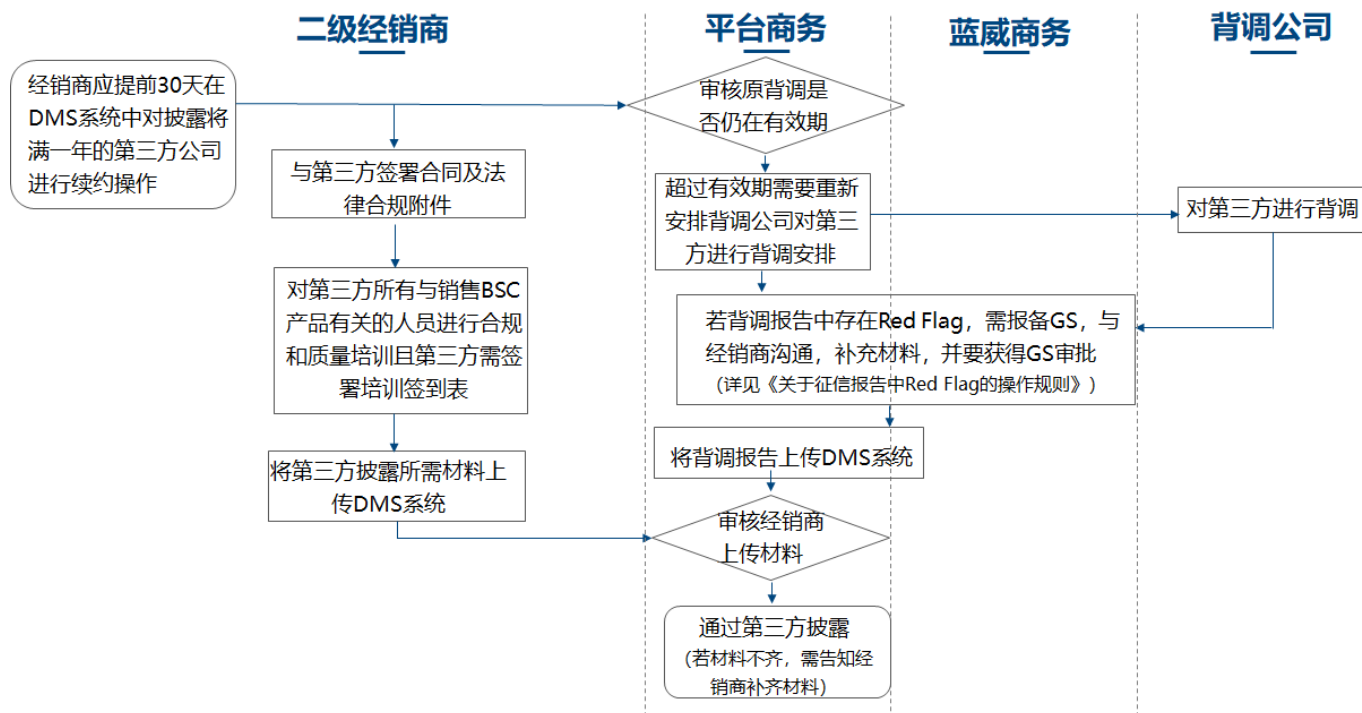 二级经销商
平台商务
蓝威商务
背调公司
经销商应提前30天在
DMS系统中对披露将
满一年的第三方公司
进行续约操作
审核原背调是
否仍在有效期
与第三方签署合同及法
律合规附件
超过有效期需要重新
安排背调公司对第三
方进行背调安排
对第三方进行背调
对第三方所有与销售BSC
产品有关的人员进行合规
和质量培训且第三方需签
署培训签到表
若背调报告中存在Red Flag，需报备GS，与
经销商沟通，补充材料，并要获得GS审批
（详见《关于征信报告中Red Flag的操作规则》）
将第三方披露所需材料上
传DMS系统
将背调报告上传DMS系统
审核经销商
上传材料
通过第三方披露
（若材料不齐，需告知经
销商补齐材料）